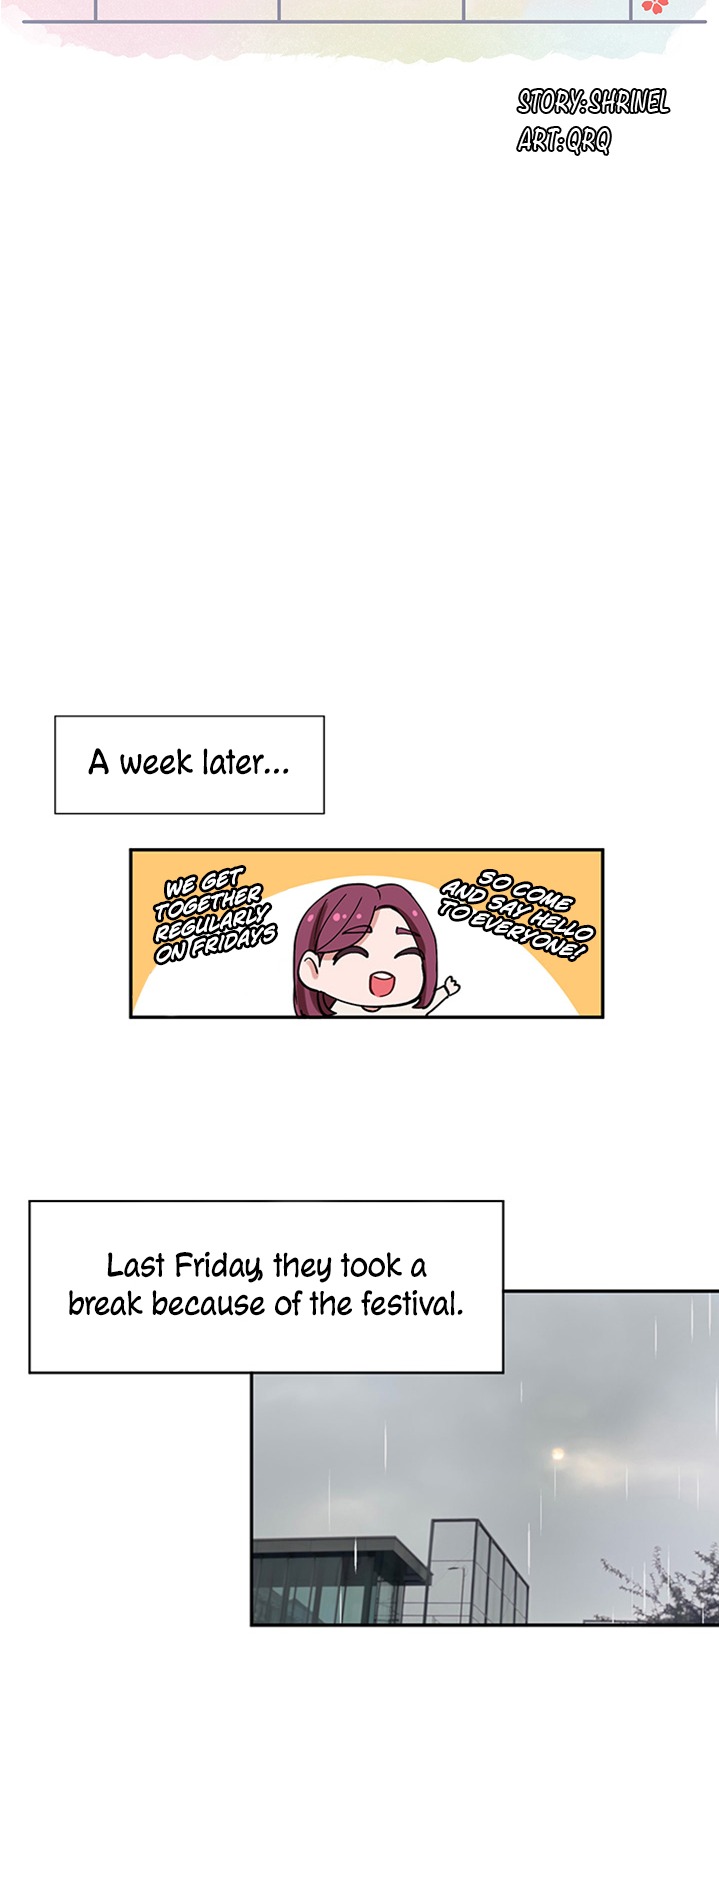 STORY: SHRINEL
ART: QRQ
A week later...
WE GET
TOGETHER
REGULARLY
ON FRIDAYS
SO COME
AND SAY HELLO
TO EVERYONE!
Last Friday, they took a
break because of the festival.